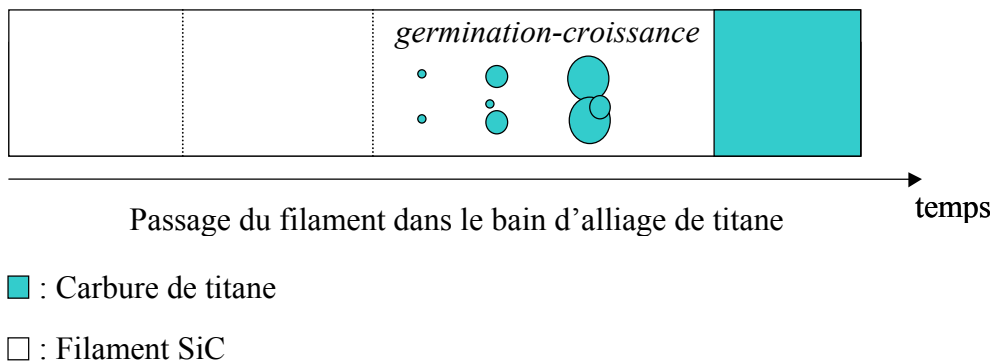 germination-croissance
temps
Passage du filament dans le bain d’alliage de titane
: Carbure de titane
: Filament SiC